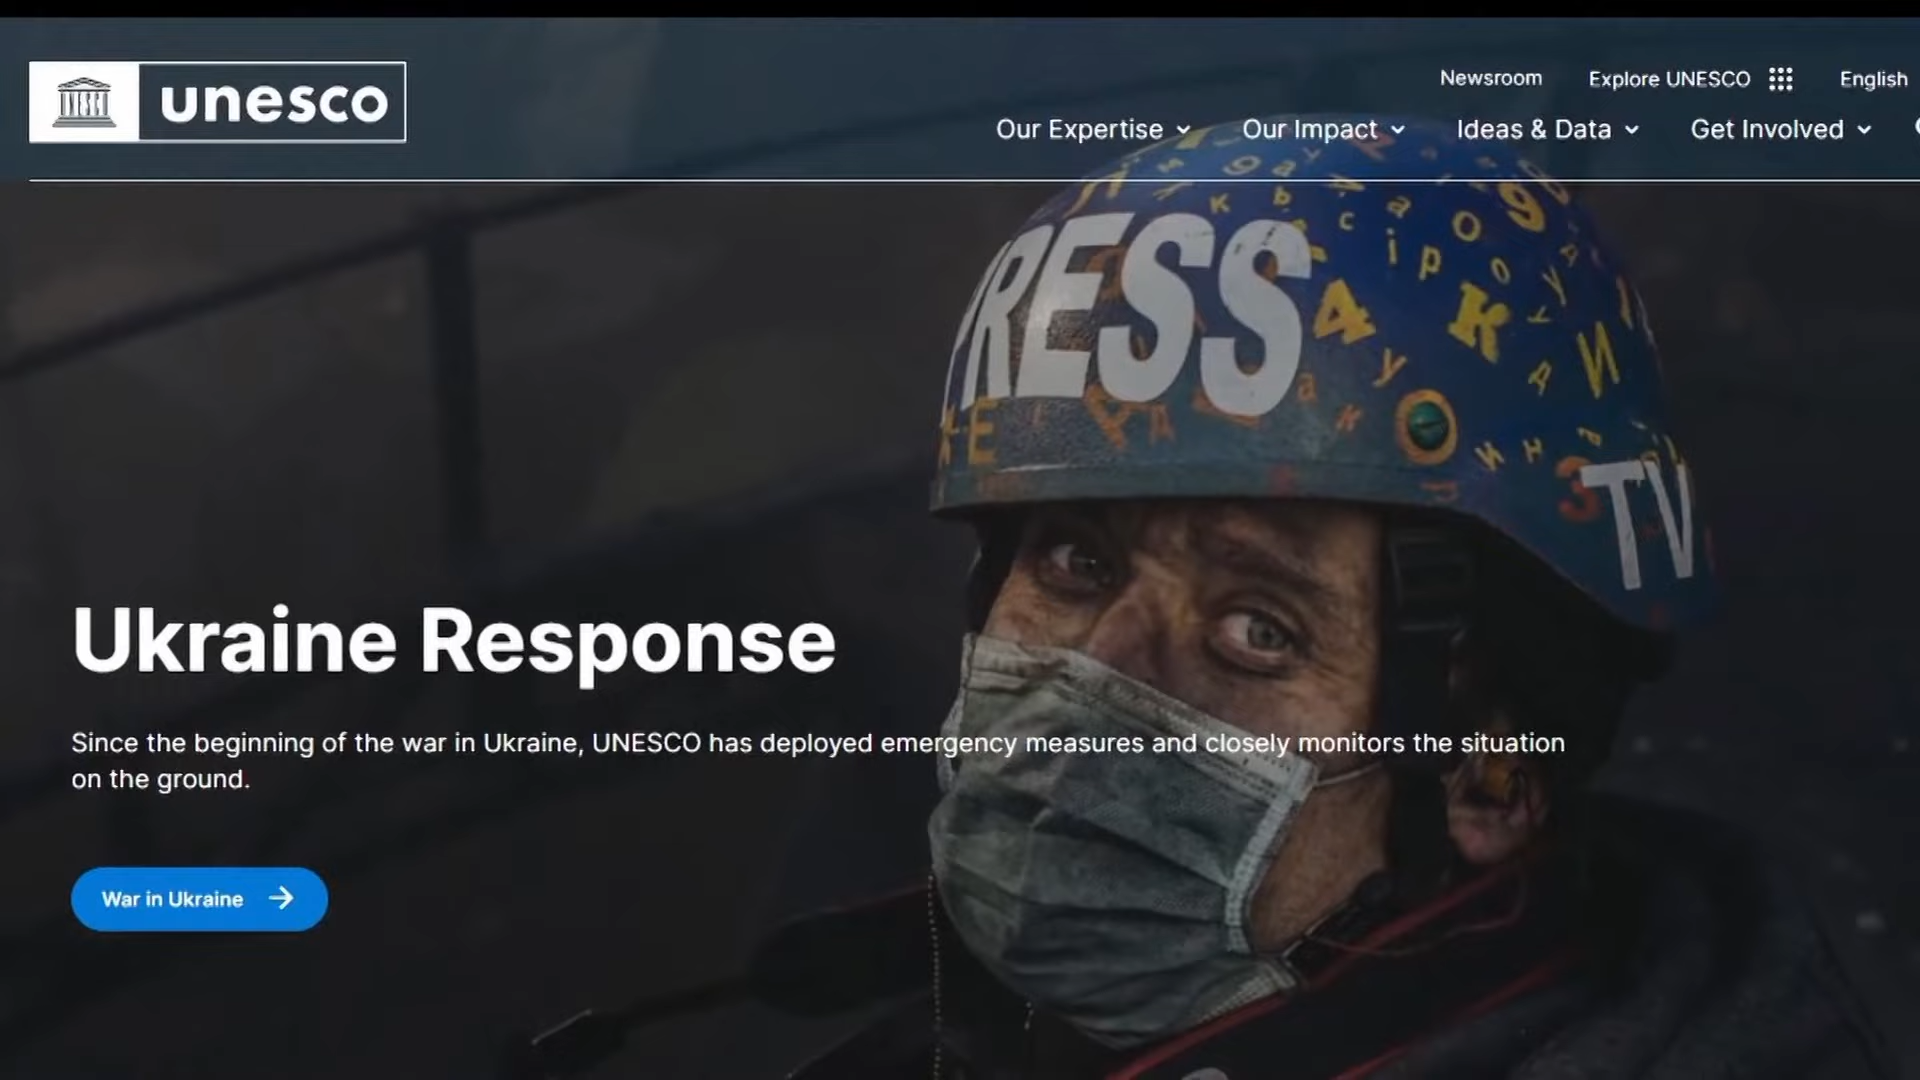 unesco
Newsroom Explore UNESCO English
Our Expertise Our Impact Ideas & Data Get Involved
PRESS
TV
Ukraine Response
Since the beginning of the war in Ukraine, UNESCO has deployed emergency measures and closely monitors the situation
on the ground.
War in Ukraine